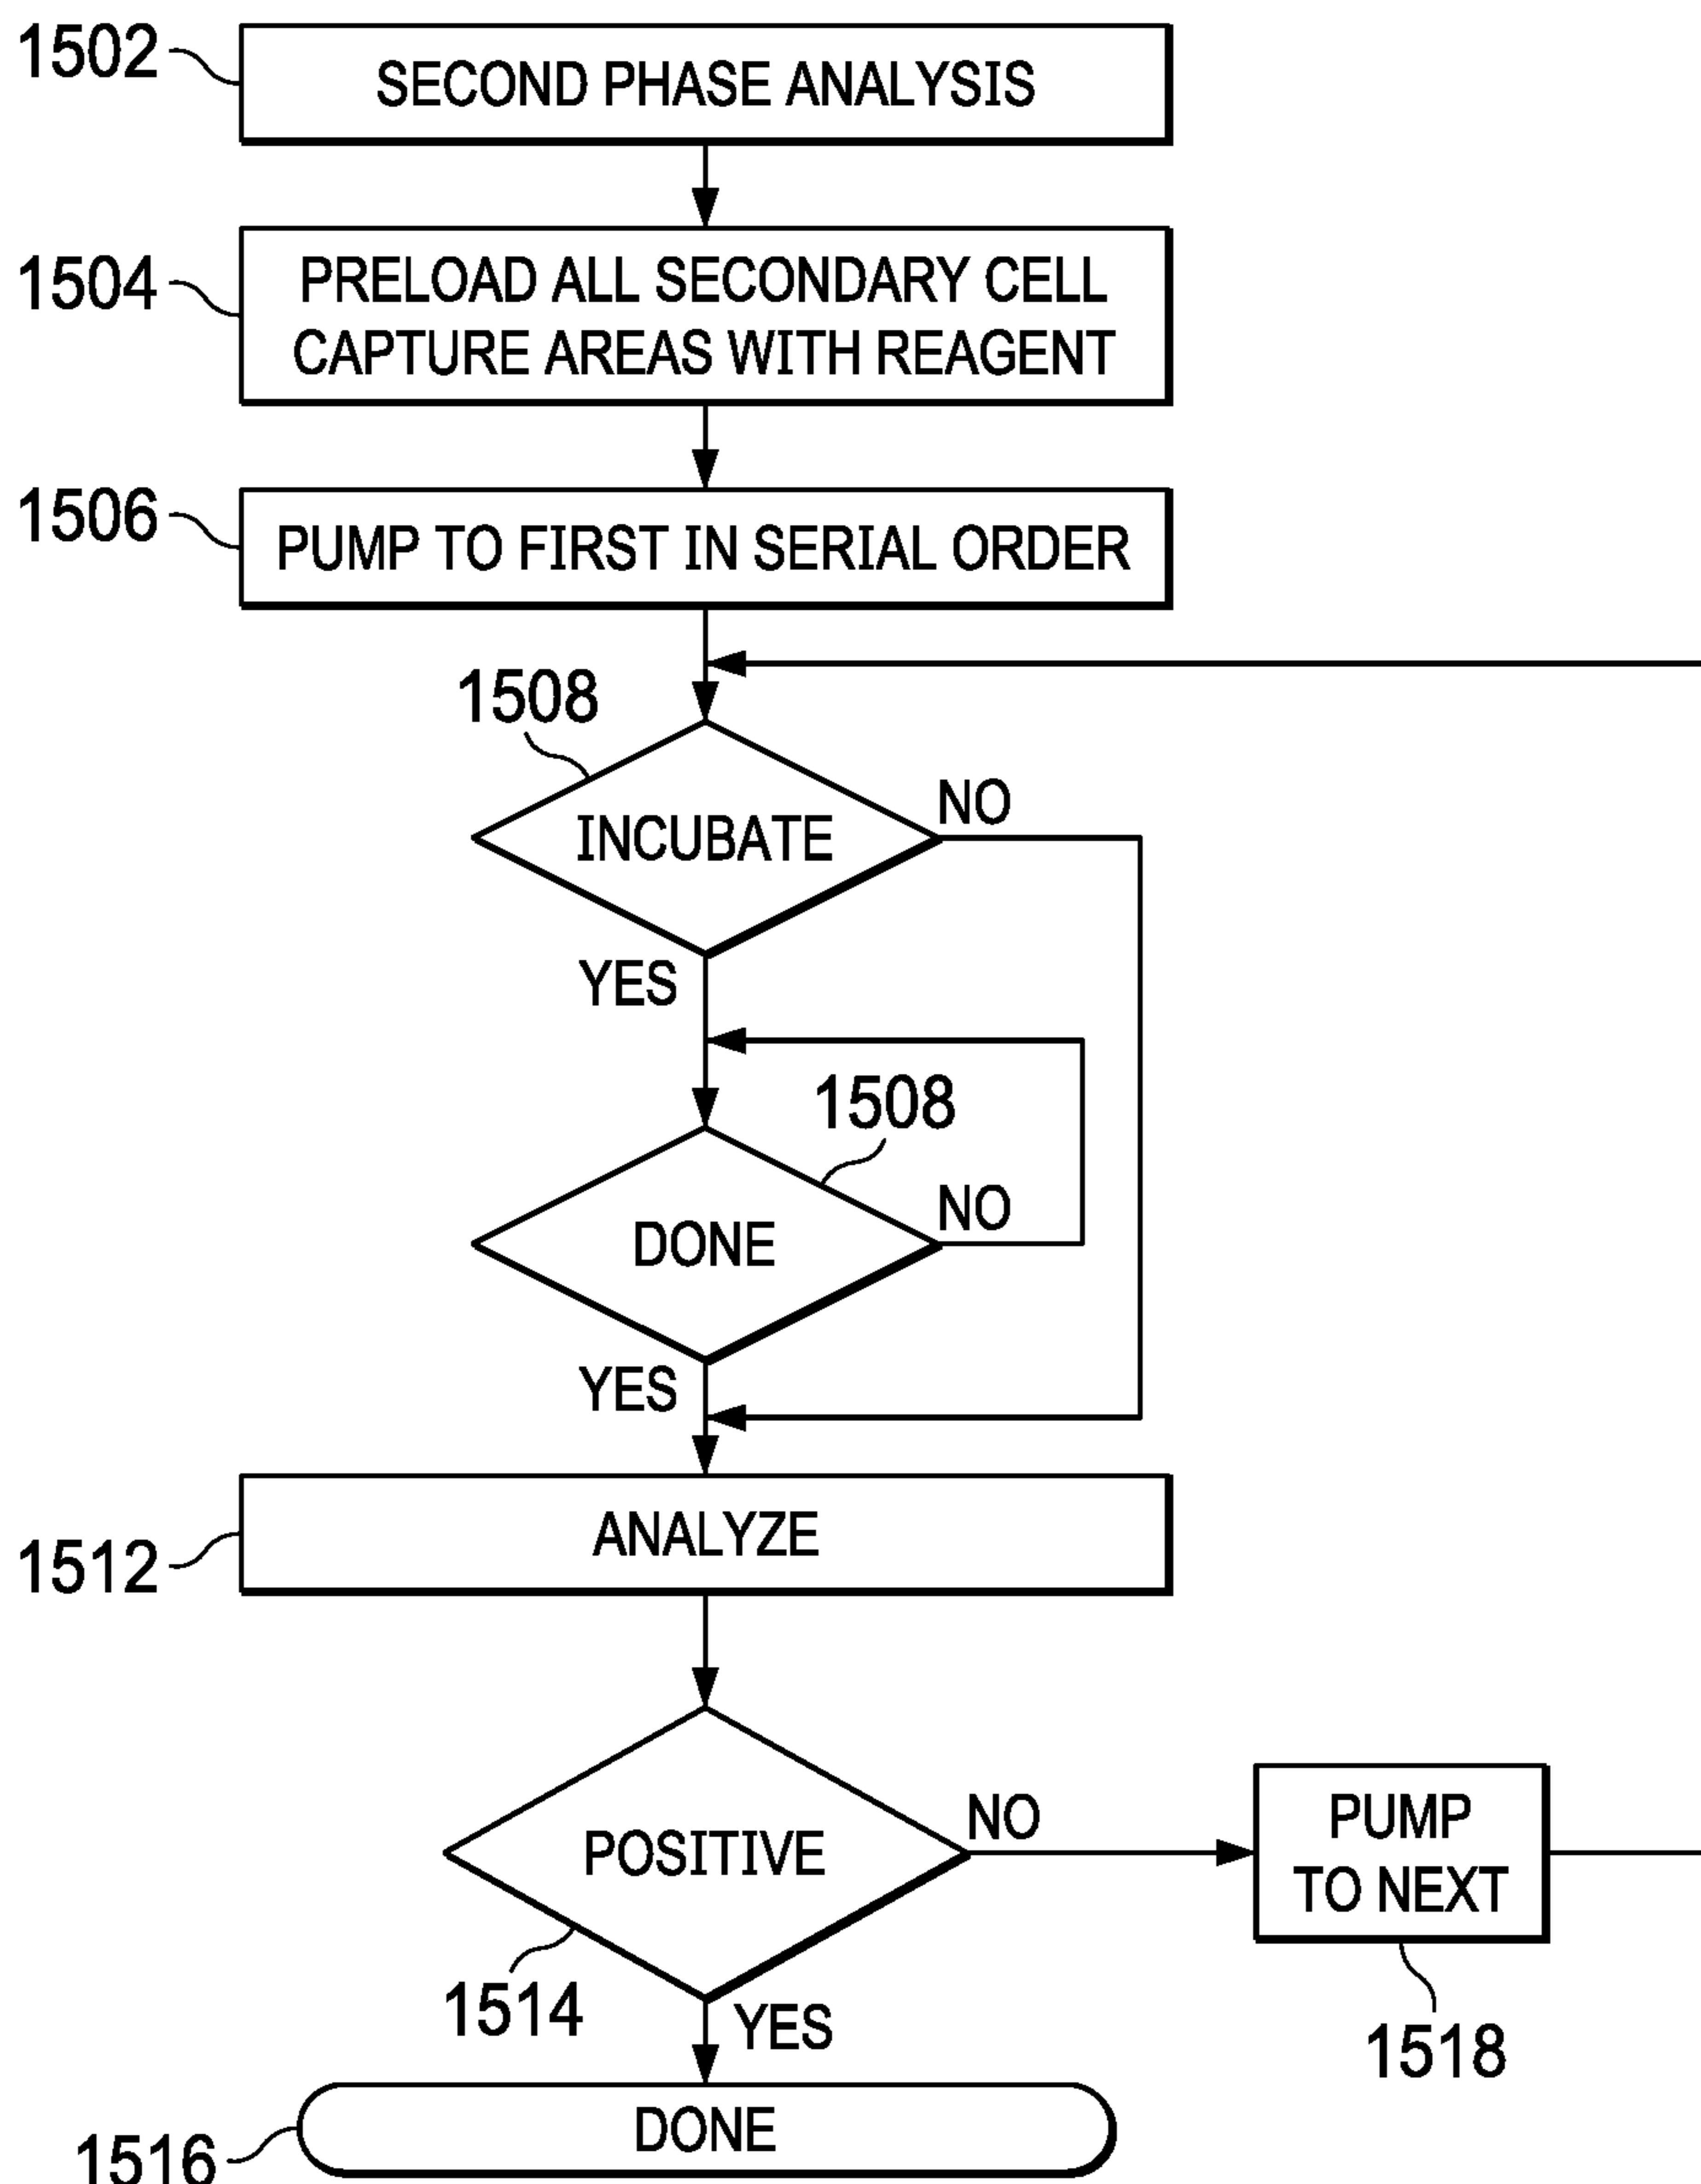 1502
SECOND PHASE ANALYSIS
1504
PRELOAD ALL SECONDARY CELL
CAPTURE AREAS WITH REAGENT
1506
PUMP TO FIRST IN SERIAL ORDER
1508
INCUBATE
NO
YES
1508
DONE
NO
YES
1512
ANALYZE
POSITIVE
NO
PUMP
TO NEXT
1514
YES
1518
1516
DONE